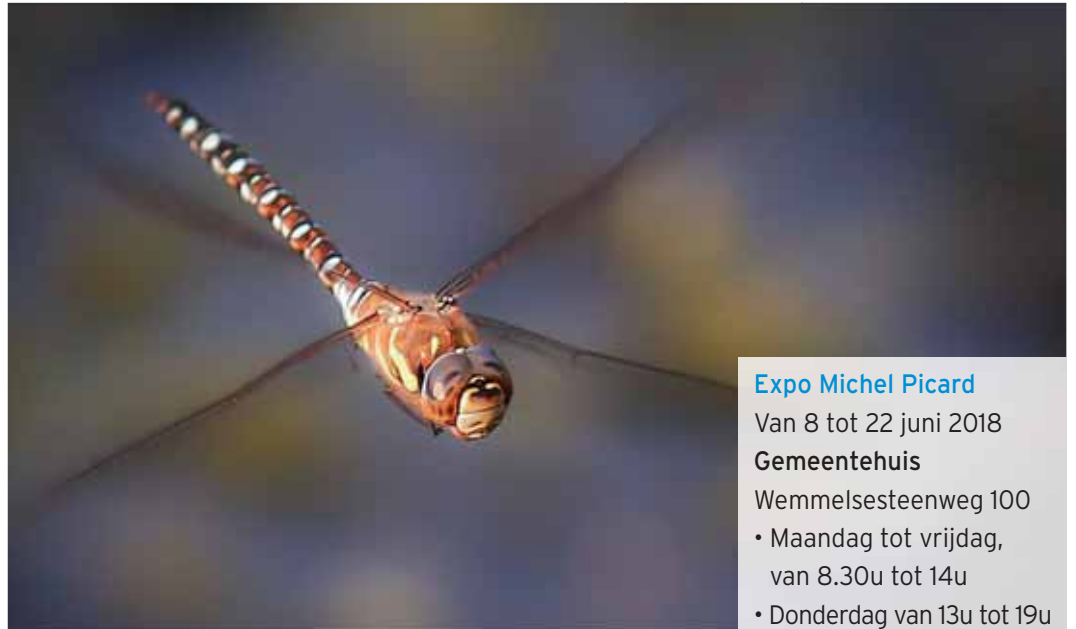 Expo Michel Picard
Van 8 tot 22 juni 2018
Gemeentehuis
Wemmelsesteenweg 100
• Maandag tot vrijdag,
van 8.30u tot 14u
• Donderdag van 13u tot 19u